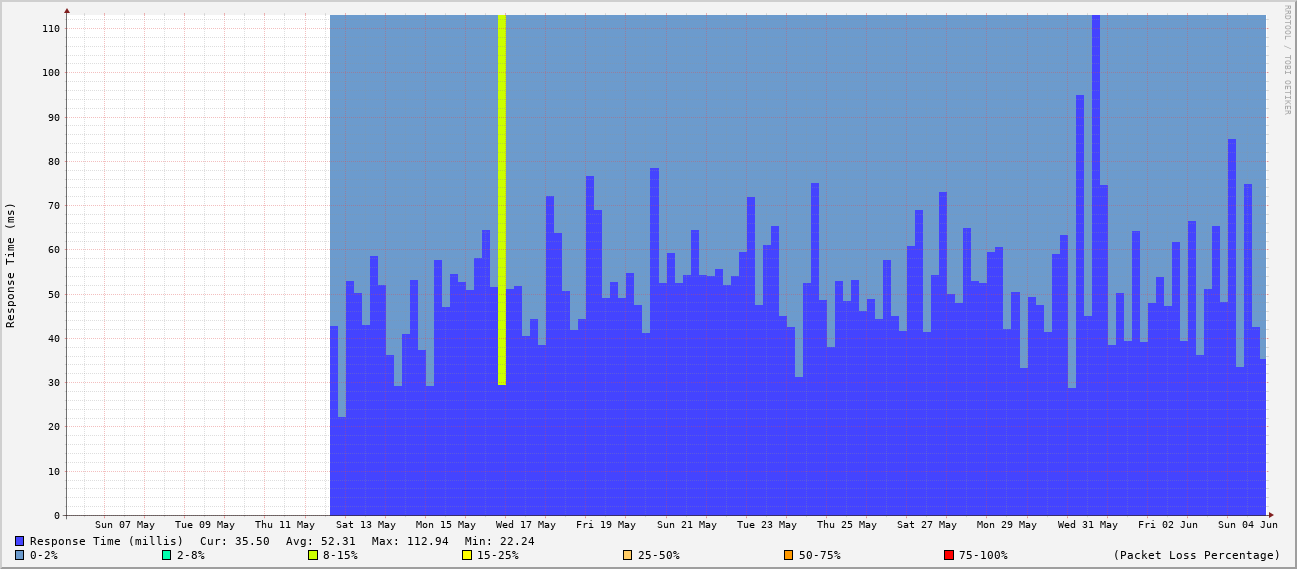 RRDTOOL / TOBI OETIKER
Response Time (ms)
110
100
90
80
70
60
50
40
30
20
10
0
Sun 07 May Tue 09 May Thu 11 May Sat 13 May Mon 15 May Wed 17 May Fri 19 May Sun 21 May Tue 23 May Thu 25 May Sat 27 May Mon 29 May Wed 31 May Fri 02 Jun Sun 04 Jun
Response Time (millis) Cur: 35.50 Avg: 52.31 Max: 112.94 Min: 22.24
0-2% 2-8% 8-15% 15-25% 25-50% 50-75% 75-100% (Packet Loss Percentage)